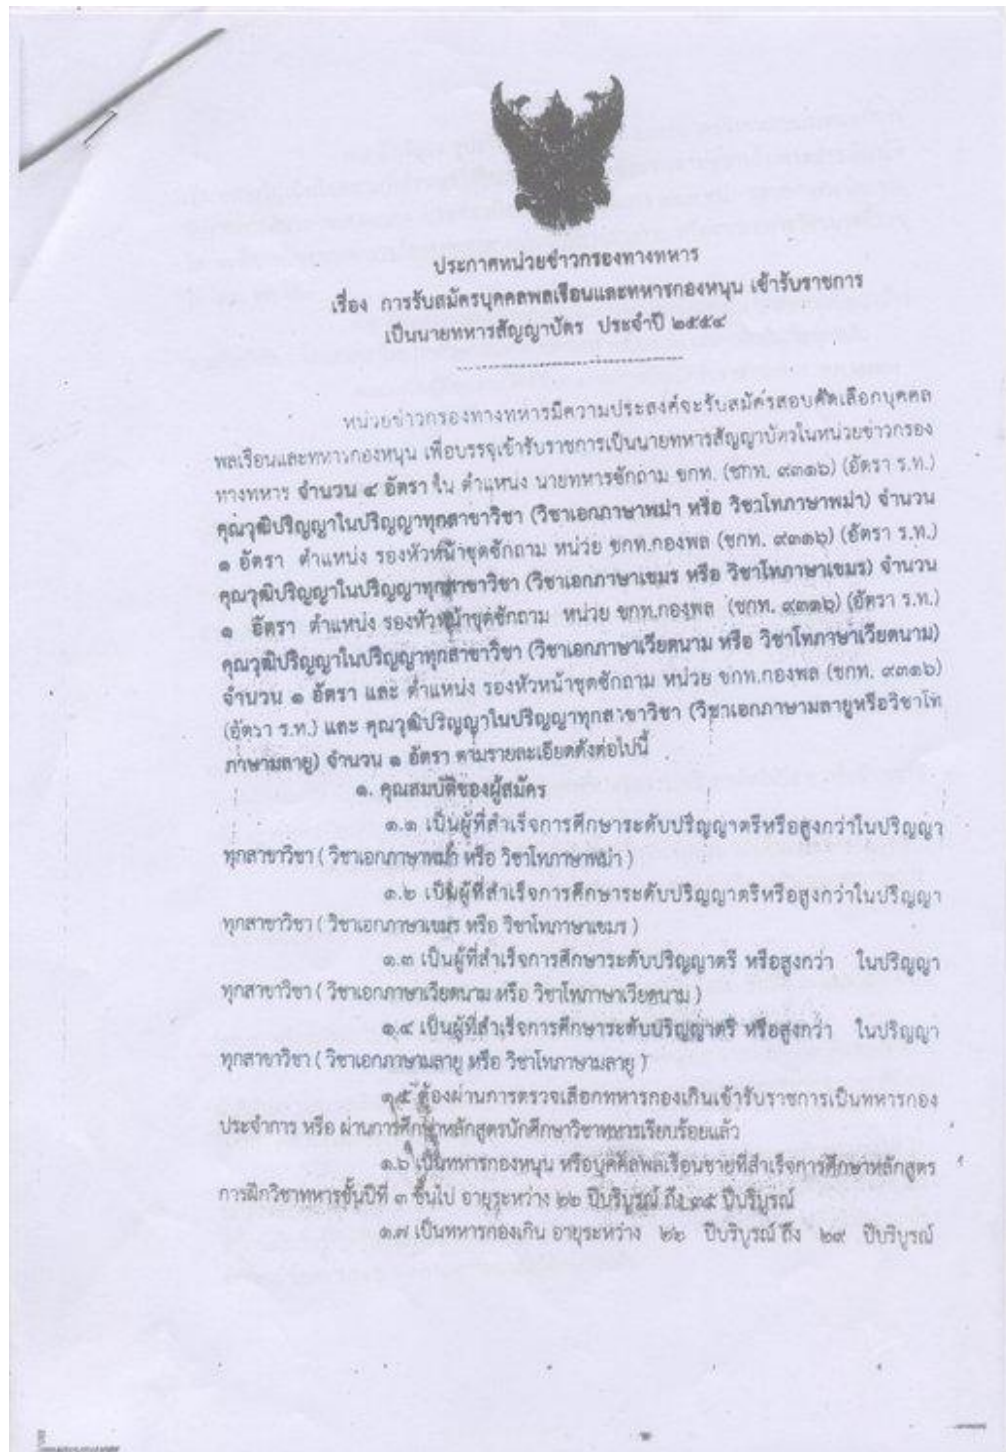 ประกาศหน่วยข่าวกรองทางทหาร
เรื่อง การรับสมัครบุคคลพลเรือนและทหารกองหนุน เข้ารับราชการ
เป็นนายทหารสัญญาบัตร ประจำปี ๒๕๕๔
หน่วยข่าวกรองทางทหารมีความประสงค์จะรับสมัครสอบคัดเลือกบุคคล
พลเรือนและทหารกองหนุน เพื่อบรรจุเข้ารับราชการเป็นนายทหารสัญญาบัตรในหน่วยข่าวกรอง
ทางทหาร จำนวน ๔ อัตรา ใน ตำแหน่ง นายทหารซักถาม ขกท. (ชกท. ๙๓๑๖) (อัตรา ร.ท.)
คุณวุฒิปริญญาในปริญญาทุกสาขาวิชา (วิชาเอกภาษาพม่า หรือ วิชาโทภาษาพม่า) จำนวน
๑ อัตรา ตำแหน่ง รองหัวหน้าชุดซักถาม หน่วย ขกท.กองพล (ชกท. ๙๓๑๖) (อัตรา ร.ท.)
คุณวุฒิปริญญาในปริญญาทุกสาขาวิชา (วิชาเอกภาษาเขมร หรือ วิชาโทภาษาเขมร) จำนวน
๑ อัตรา ตำแหน่ง รองหัวหน้าชุดซักถาม หน่วย ขกท.กองพล (ชกท. ๙๓๑๖) (อัตรา ร.ท.)
คุณวุฒิปริญญาในปริญญาทุกสาขาวิชา (วิชาเอกภาษาเวียดนาม หรือ วิชาโทภาษาเวียดนาม)
จำนวน ๑ อัตรา และ ตำแหน่ง รองหัวหน้าชุดซักถาม หน่วย ขกท.กองพล (ชกท. ๙๓๑๖)
(อัตรา ร.ท.) และ คุณวุฒิปริญญาในปริญญาทุกสาขาวิชา (วิชาเอกภาษามลายูหรือวิชาโท
ภาษามลายู) จำนวน ๑ อัตรา ตามรายละเอียดดังต่อไปนี้
๑. คุณสมบัติของผู้สมัคร
๑.๑ เป็นผู้ที่สำเร็จการศึกษาระดับปริญญาตรีหรือสูงกว่าในปริญญา
ทุกสาขาวิชา ( วิชาเอกภาษาพม่า หรือ วิชาโทภาษาพม่า )
๑.๒ เป็นผู้ที่สำเร็จการศึกษาระดับปริญญาตรีหรือสูงกว่าในปริญญา
ทุกสาขาวิชา ( วิชาเอกภาษาเขมร หรือ วิชาโทภาษาเขมร )
๑.๓ เป็นผู้ที่สำเร็จการศึกษาระดับปริญญาตรี หรือสูงกว่า ในปริญญา
ทุกสาขาวิชา ( วิชาเอกภาษาเวียดนาม หรือ วิชาโทภาษาเวียดนาม )
๑.๔ เป็นผู้ที่สำเร็จการศึกษาระดับปริญญาตรี หรือสูงกว่า ในปริญญา
ทุกสาขาวิชา ( วิชาเอกภาษามลายู หรือ วิชาโทภาษามลายู )
๑.๕ ต้องผ่านการตรวจเลือกทหารกองเกินเข้ารับราชการเป็นทหารกอง
ประจำการ หรือ ผ่านการศึกษาหลักสูตรนักศึกษาวิชาทหารเรียบร้อยแล้ว
๑.๖ เป็นทหารกองหนุน หรือบุคคลพลเรือนชายที่สำเร็จการศึกษาหลักสูตร
การฝึกวิชาทหารชั้นปีที่ ๓ ขึ้นไป อายุระหว่าง ๒๒ ปีบริบูรณ์ ถึง ๓๕ ปีบริบูรณ์
๑.๗ เป็นทหารกองเกิน อายุระหว่าง ๒๒ ปีบริบูรณ์ ถึง ๒๙ ปีบริบูรณ์